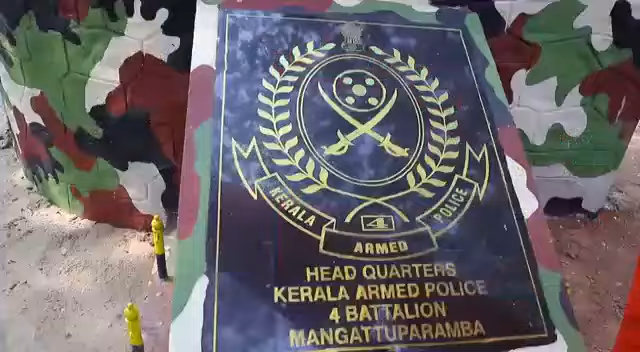 KERALA
4
POLICE
ARMED
HEAD QUARTERS
KERALA ARMED POLICE
4 BATTALION
MANGATTUPARAMBA